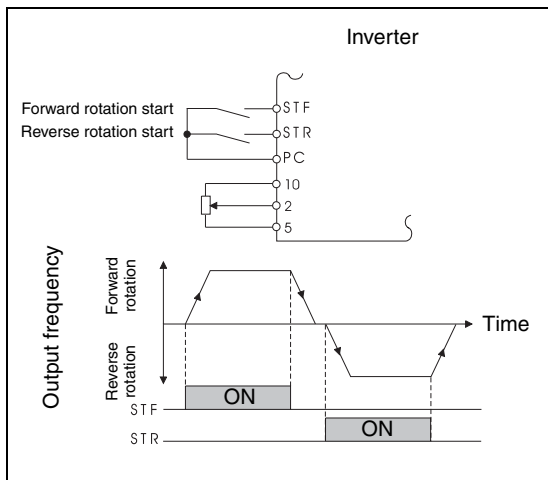 Inverter
Forward rotation start
Reverse rotation start
STF
STR
PC
10
2
5
Output frequency
Forward
rotation
Reverse
rotation
Time
STF
ON
STR
ON